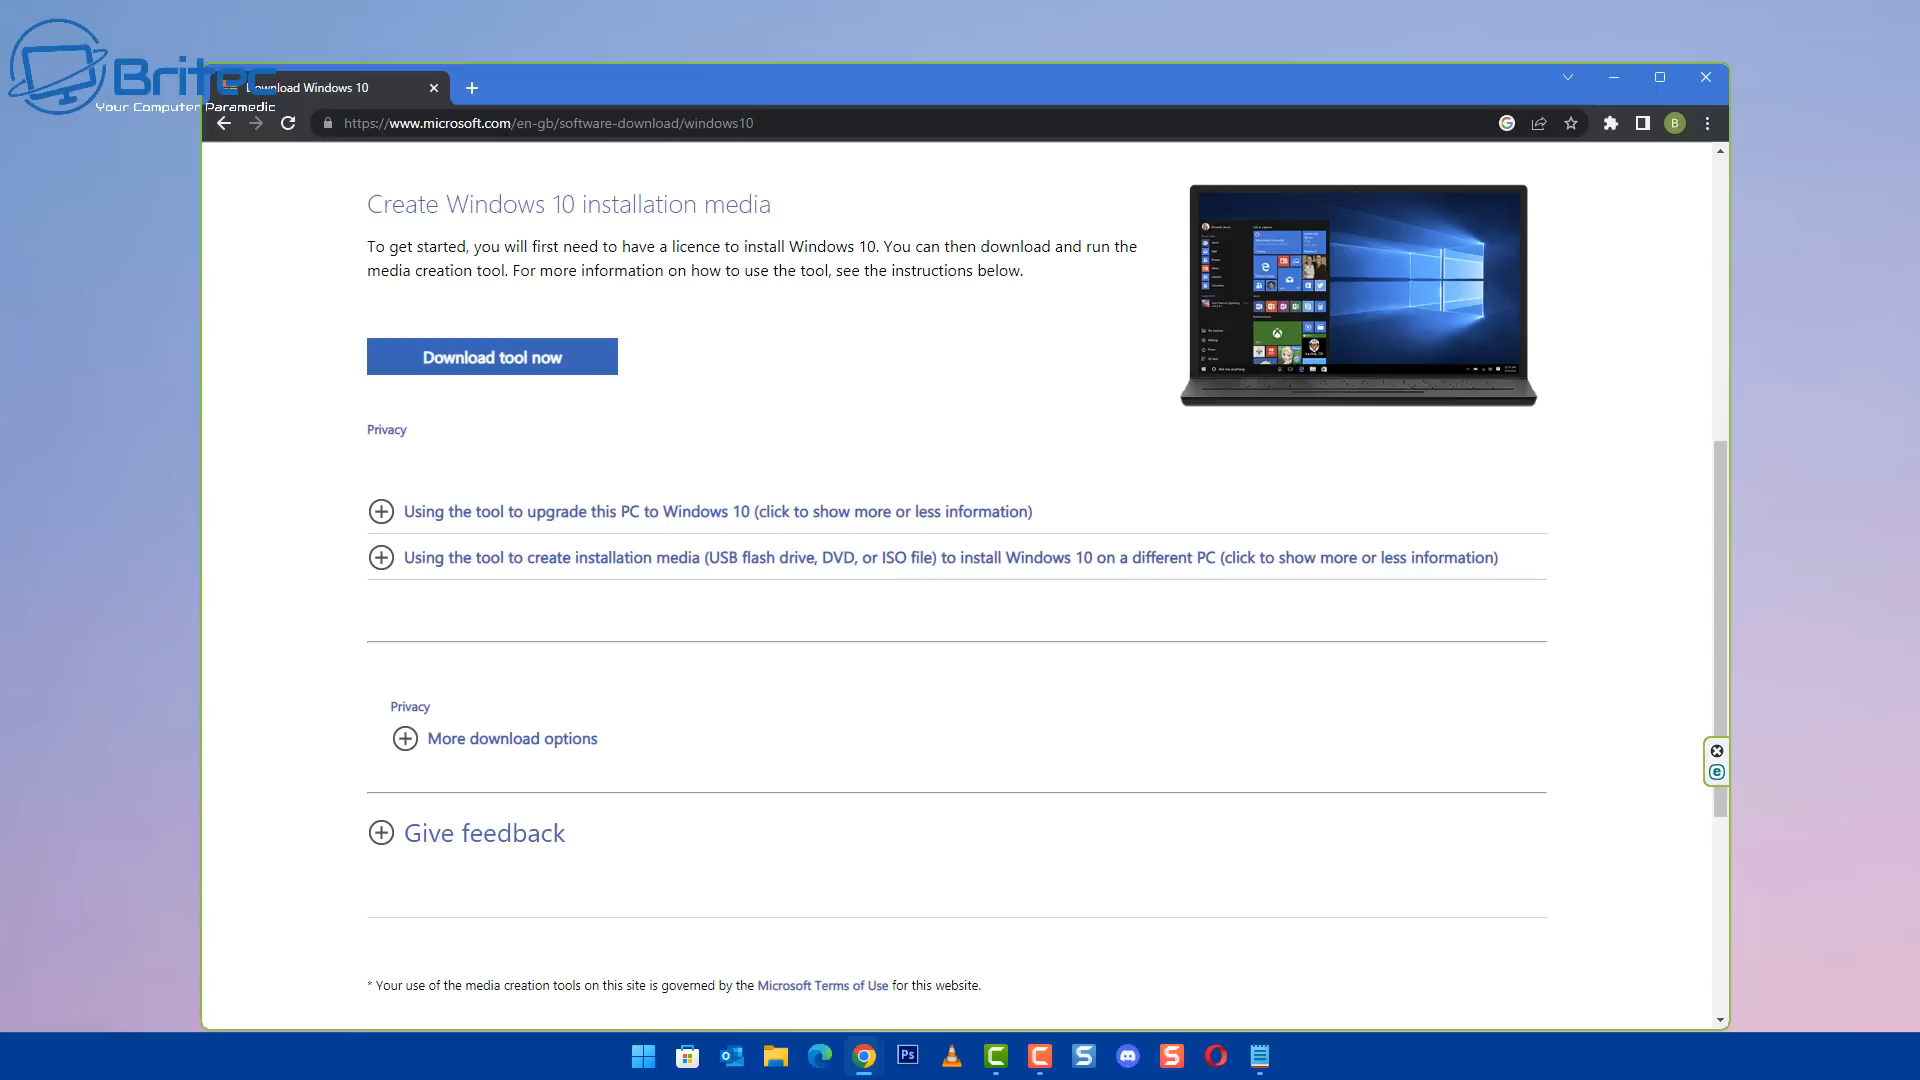 Britec
Your Computer Paramedic
Download Windows 10
https://www.microsoft.com/en-gb/software-download/windows10
B
Create Windows 10 installation media
To get started, you will first need to have a licence to install Windows 10. You can then download and run the
media creation tool. For more information on how to use the tool, see the instructions below.
Download tool now
Privacy
Using the tool to upgrade this PC to Windows 10 (click to show more or less information)
Using the tool to create installation media (USB flash drive, DVD, or ISO file) to install Windows 10 on a different PC (click to show more or less information)
Privacy
More download options
Give feedback
* Your use of the media creation tools on this site is governed by the Microsoft Terms of Use for this website.
Ps